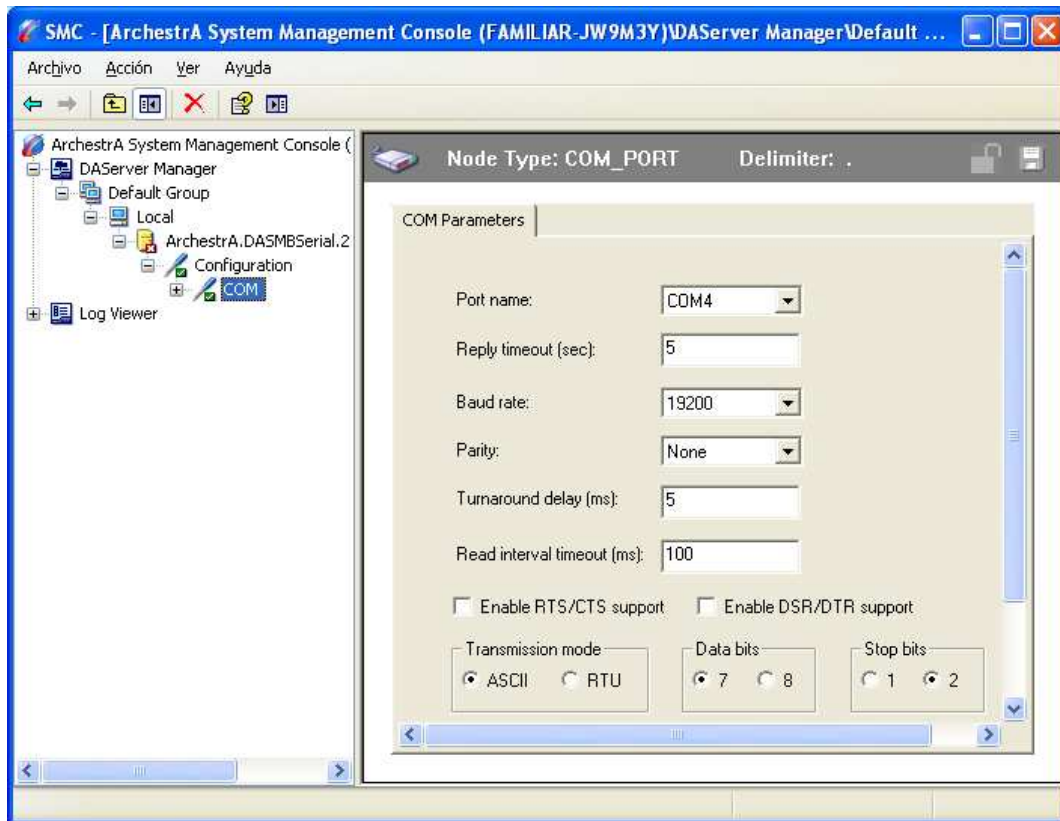 SMC - [ArchestrA System Management Console (FAMILIAR-JW9M3Y)\DAServer Manager\Default ...
Archivo Acción Ver Ayuda
ArchestrA System Management Console (
DAServer Manager
Default Group
Local
ArchestrA.DASMBSerial.2
Configuration
COM
Log Viewer
Node Type: COM_PORT Delimiter: .
COM Parameters
Port name: COM4
Reply timeout (sec): 5
Baud rate: 19200
Parity: None
Turnaround delay (ms): 5
Read interval timeout (ms): 100
Enable RTS/CTS support Enable DSR/DTR support
Transmission mode Data bits Stop bits
ASCII RTU 7 8 1 2